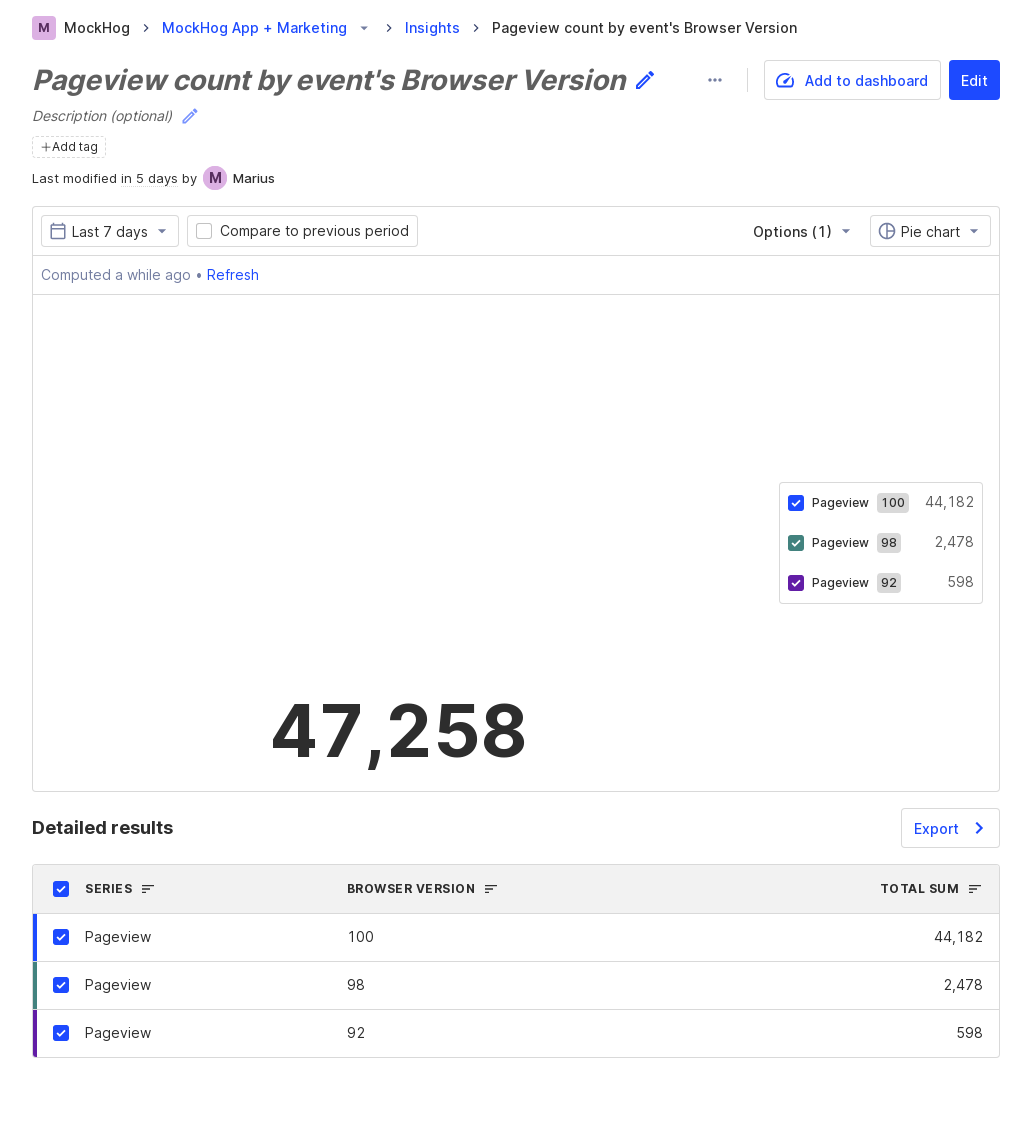 M MockHog MockHog App + Marketing Insights Pageview count by event's Browser Version
Pageview count by event's Browser Version
Add to dashboard
Edit
Description (optional)
+Add tag
Last modified in 5 days by M Marius
Last 7 days
Compare to previous period
Options (1)
Pie chart
Computed a while ago • Refresh
Pageview 100 44,182
Pageview 98 2,478
Pageview 92 598
47,258
Detailed results
Export
SERIES BROWSER VERSION TOTAL SUM
Pageview 100 44,182
Pageview 98 2,478
Pageview 92 598